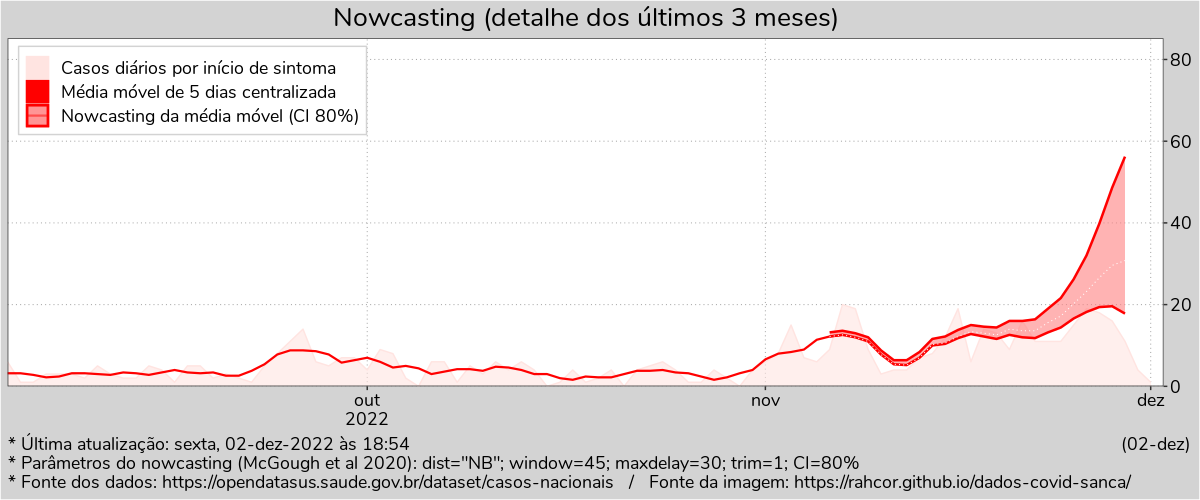 Nowcasting (detalhe dos últimos 3 meses)
Casos diários por início de sintoma
Média móvel de 5 dias centralizada
Nowcasting da média móvel (CI 80%)
80
60
40
20
0
out
2022
nov
dez
(02-dez)
* Última atualização: sexta, 02-dez-2022 às 18:54
* Parâmetros do nowcasting (McGough et al 2020): dist="NB"; window=45; maxdelay=30; trim=1; CI=80%
* Fonte dos dados: https://opendatasus.saude.gov.br/dataset/casos-nacionais / Fonte da imagem: https://rahcor.github.io/dados-covid-sanca/